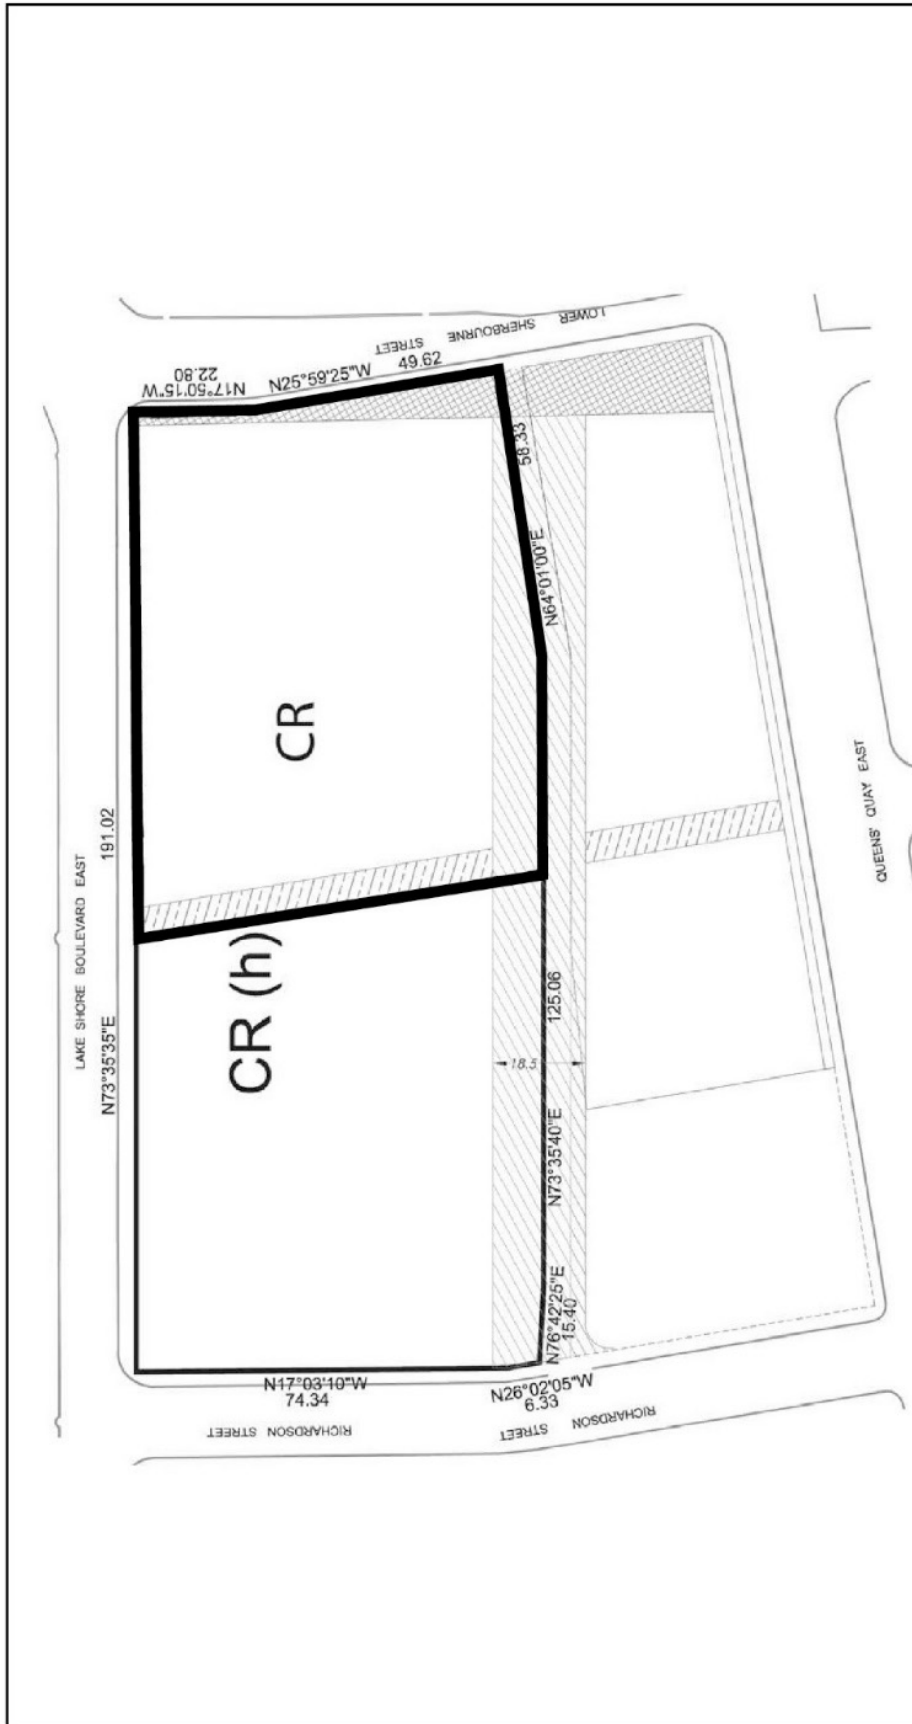 LOWER SHERBOURNE STREET
N17°50'15"W
22.80
N25°59'25"W
49.62
58.33
N64°01'00"E
CR
191.02
LAKE SHORE BOULEVARD EAST
N73°35'35"E
CR (h)
QUEENS' QUAY EAST
125.06
18.5
N73°35'40"E
N76°42'25"E
15.40
N17°03'10"W
74.34
N26°02'05"W
6.33
RICHARDSON STREET
RICHARDSON STREET